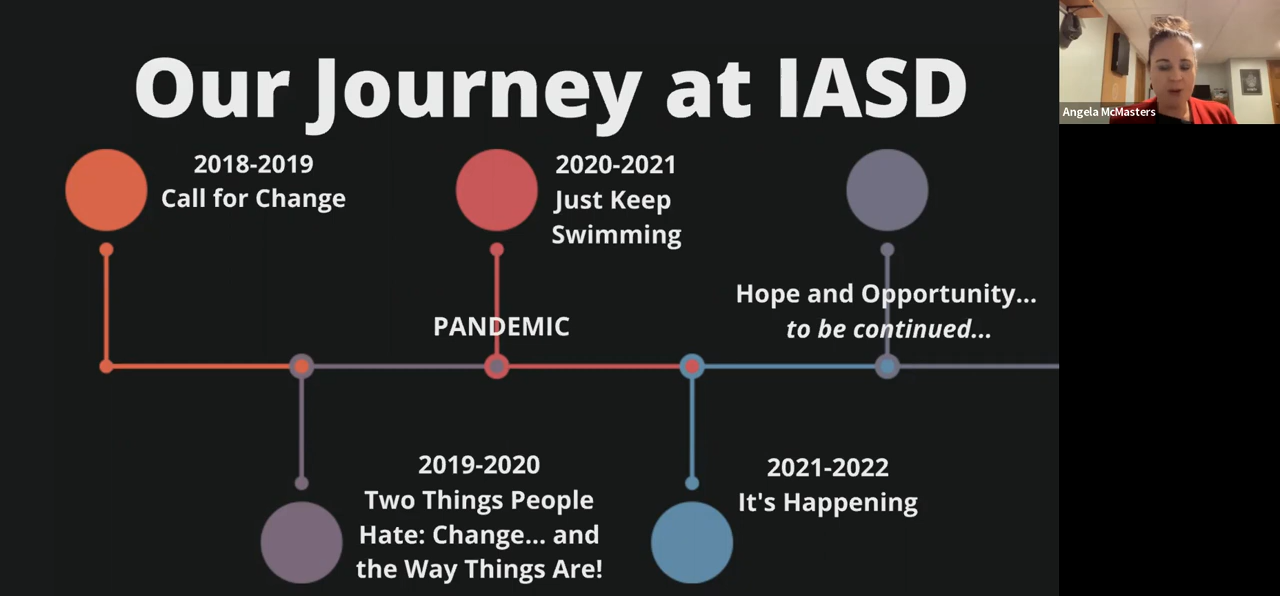 Our Journey at IASD
2018-2019
Call for Change
2020-2021
Just Keep
Swimming
PANDEMIC
Hope and Opportunity...
to be continued...
2019-2020
Two Things People
Hate: Change... and
the Way Things Are!
2021-2022
It's Happening
Angela McMasters